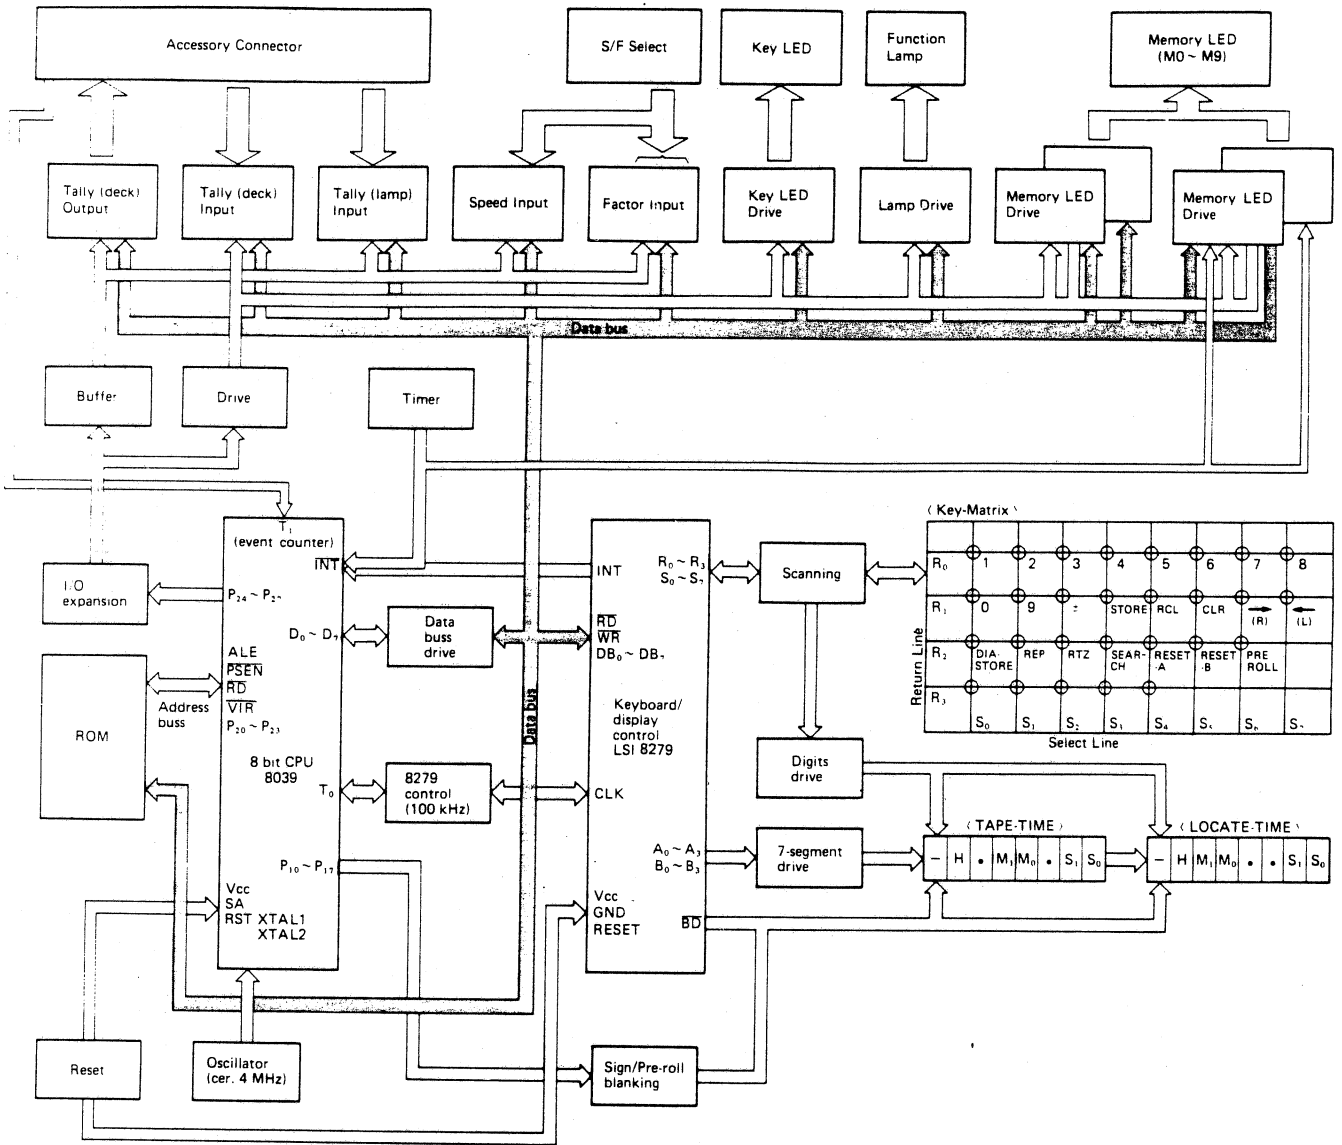 Accessory Connector
S/F Select
Key LED
Function
Lamp
Memory LED
(M0 ~ M9)
Tally (deck)
Output
Tally (deck)
Input
Tally (lamp)
Input
Speed Input
Factor Input
Key LED
Drive
Lamp Drive
Memory LED
Drive
Memory LED
Drive
Data bus
Buffer
Drive
Timer
T₁
(event counter)
INT
P₂₄ ~ P₂₇
D₀ ~ D₇
ALE
PSEN
RD
VIR
P₂₀ ~ P₂₃
8 bit CPU
8039
T₀
P₁₀ ~ P₁₇
Vcc
SA
RST XTAL1
XTAL2
I/O
expansion
ROM
Address
buss
Data
buss
drive
8279
control
(100 kHz)
Data bus
INT
R₀ ~ R₃
S₀ ~ S₇
RD
WR
DB₀ ~ DB₇
Keyboard/
display
control
LSI 8279
CLK
A₀ ~ A₃
B₀ ~ B₃
Vcc
GND
RESET
BD
Scanning
Digits
drive
7-segment
drive
(Key-Matrix)
R₀ 1 2 3 4 5 6 7 8
R₁ 0 9 STORE RCL CLR (R) (L)
R₂ DIA-STORE REP RTZ SEAR-CH RESET-A RESET-B PRE ROLL
R₃
S₀ S₁ S₂ S₃ S₄ S₅ S₆ S₇
Return Line
Select Line
(TAPE-TIME)
− H • M₁ M₀ • S₁ S₀
(LOCATE-TIME)
− H M₁ M₀ • • S₁ S₀
Reset
Oscillator
(cer. 4 MHz)
Sign/Pre-roll
blanking